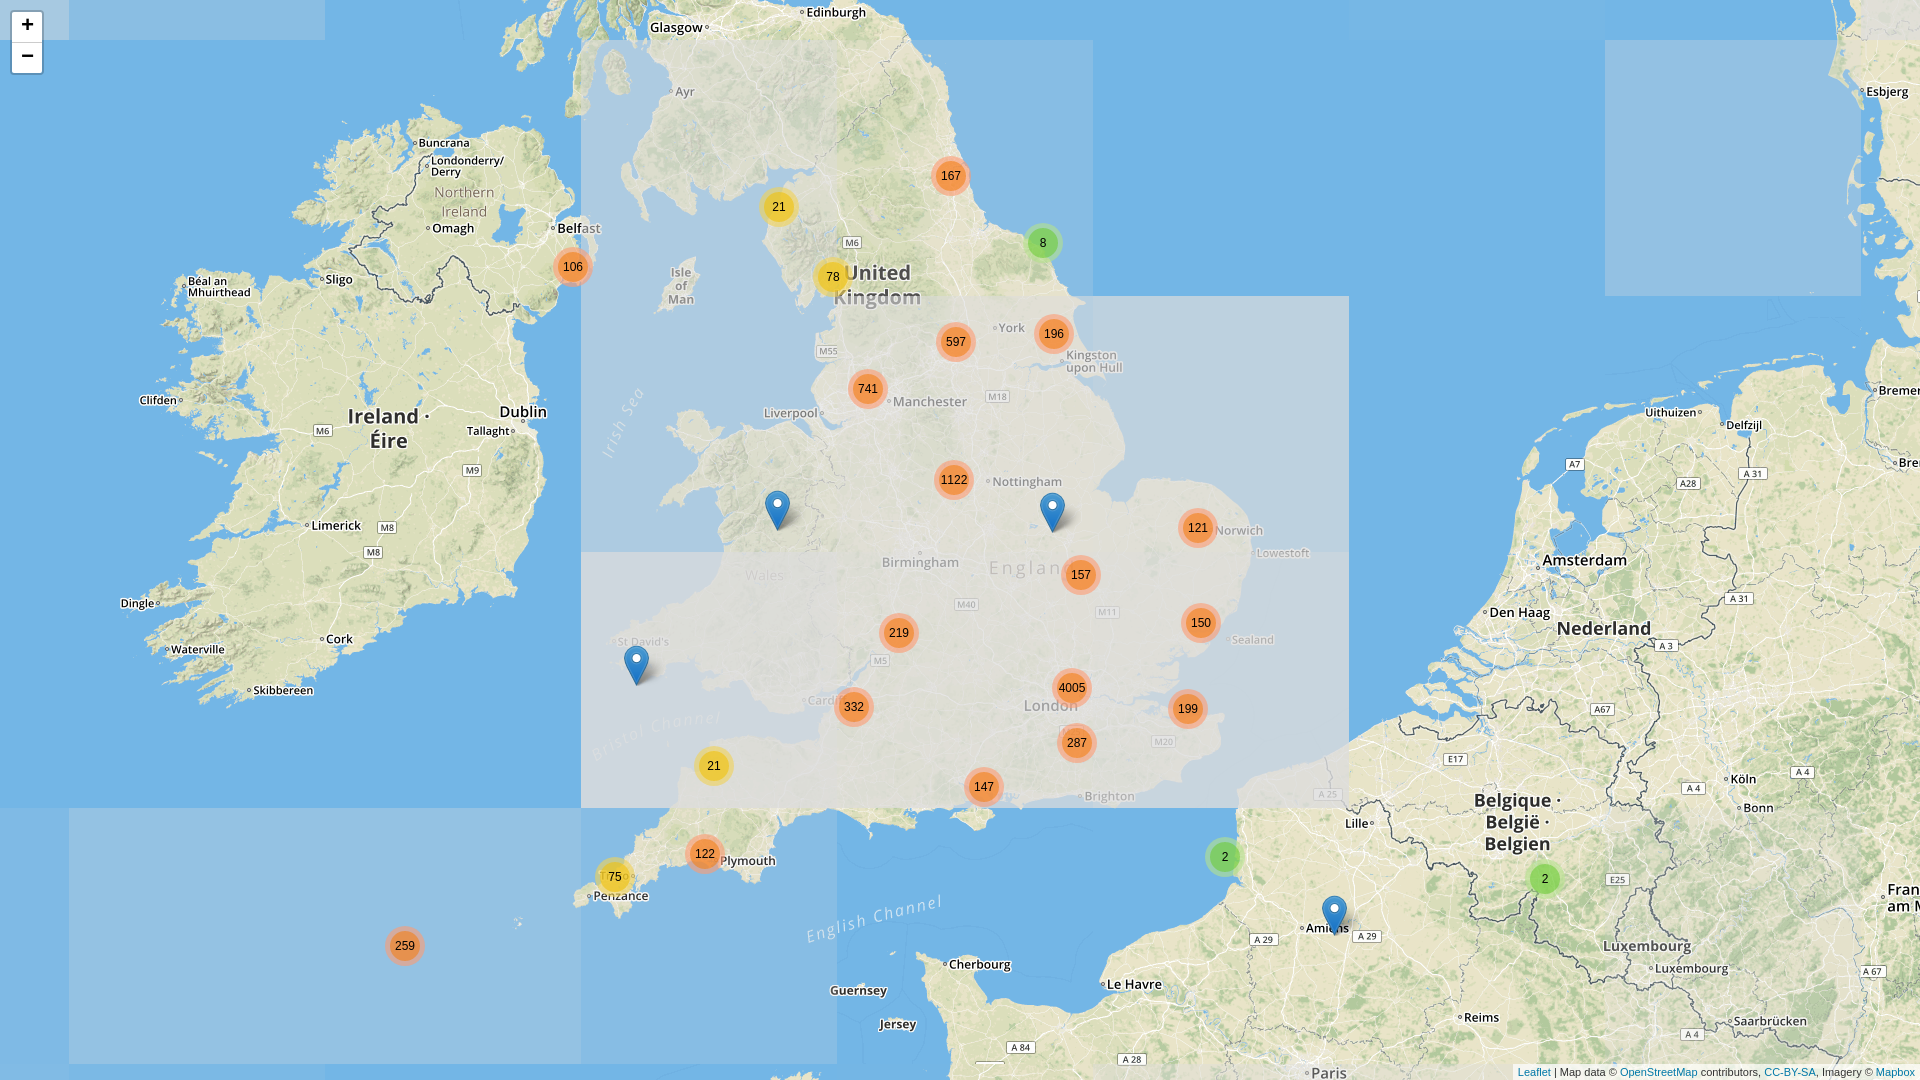 +
−
Glasgow
Edinburgh
Ayr
Esbjerg
Buncrana
Londonderry/
Derry
Northern
Ireland
Omagh
Belfast
167
21
M6
8
106
78
United
Kingdom
Isle
of
Man
Sligo
Béal an
Mhuirthead
York
196
597
M55
Kingston
upon Hull
741
Manchester
M18
Liverpool
Irish Sea
Clifden
Ireland ·
Éire
Dublin
Tallaght
M6
M9
Uithuizen
Delfzijl
A7
A 31
A28
1122
Nottingham
Limerick
M8
M8
121
Norwich
Lowestoft
Birmingham
Wales
157
Amsterdam
Dingle
M40
M11
A 31
Den Haag
150
219
Cork
St David's
Sealand
Nederland
Waterville
M5
A 3
Skibbereen
4005
332
London
199
A67
Bristol Channel
287
M20
E17
21
147
Brighton
A 25
A 4
Köln
A 4
Bonn
Belgique ·
België ·
Belgien
Lille
122
Plymouth
2
75
Penzance
2
E25
English Channel
Amiens
A 29
A 29
259
Luxembourg
Luxembourg
A 67
Cherbourg
Le Havre
Guernsey
Jersey
Reims
Saarbrücken
A 84
A 28
A 4
Paris
Leaflet | Map data © OpenStreetMap contributors, CC-BY-SA, Imagery © Mapbox